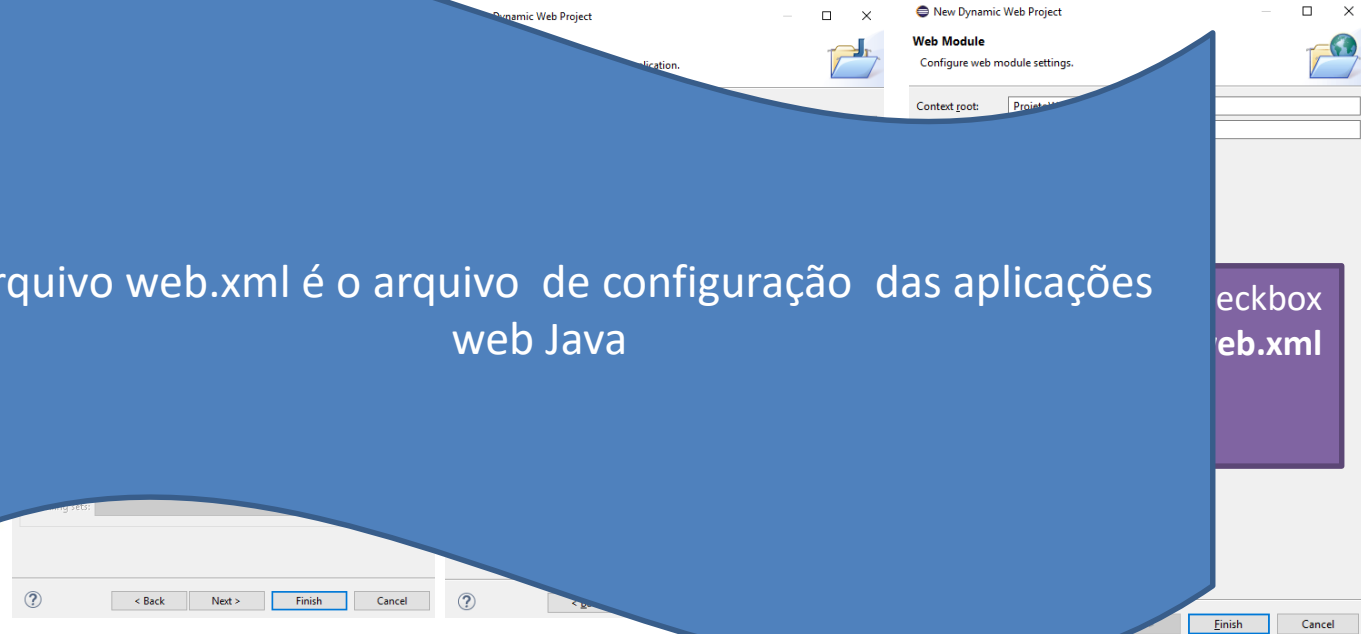 Dynamic Web Project
New Dynamic Web Project
Web Module
Configure web module settings.
Context root:
rquivo web.xml é o arquivo de configuração das aplicações
web Java
eckbox
eb.xml
sets:
< Back
Next >
Finish
Cancel
Finish
Cancel